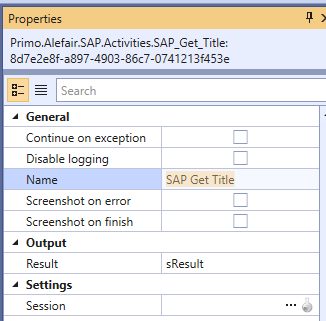 Properties
Primo.Alefair.SAP.Activities.SAP_Get_Title:
8d7e2e8f-a897-4903-86c7-0741213f453e
Search
General
Continue on exception
Disable logging
Name SAP Get Title
Screenshot on error
Screenshot on finish
Output
Result sResult
Settings
Session ...